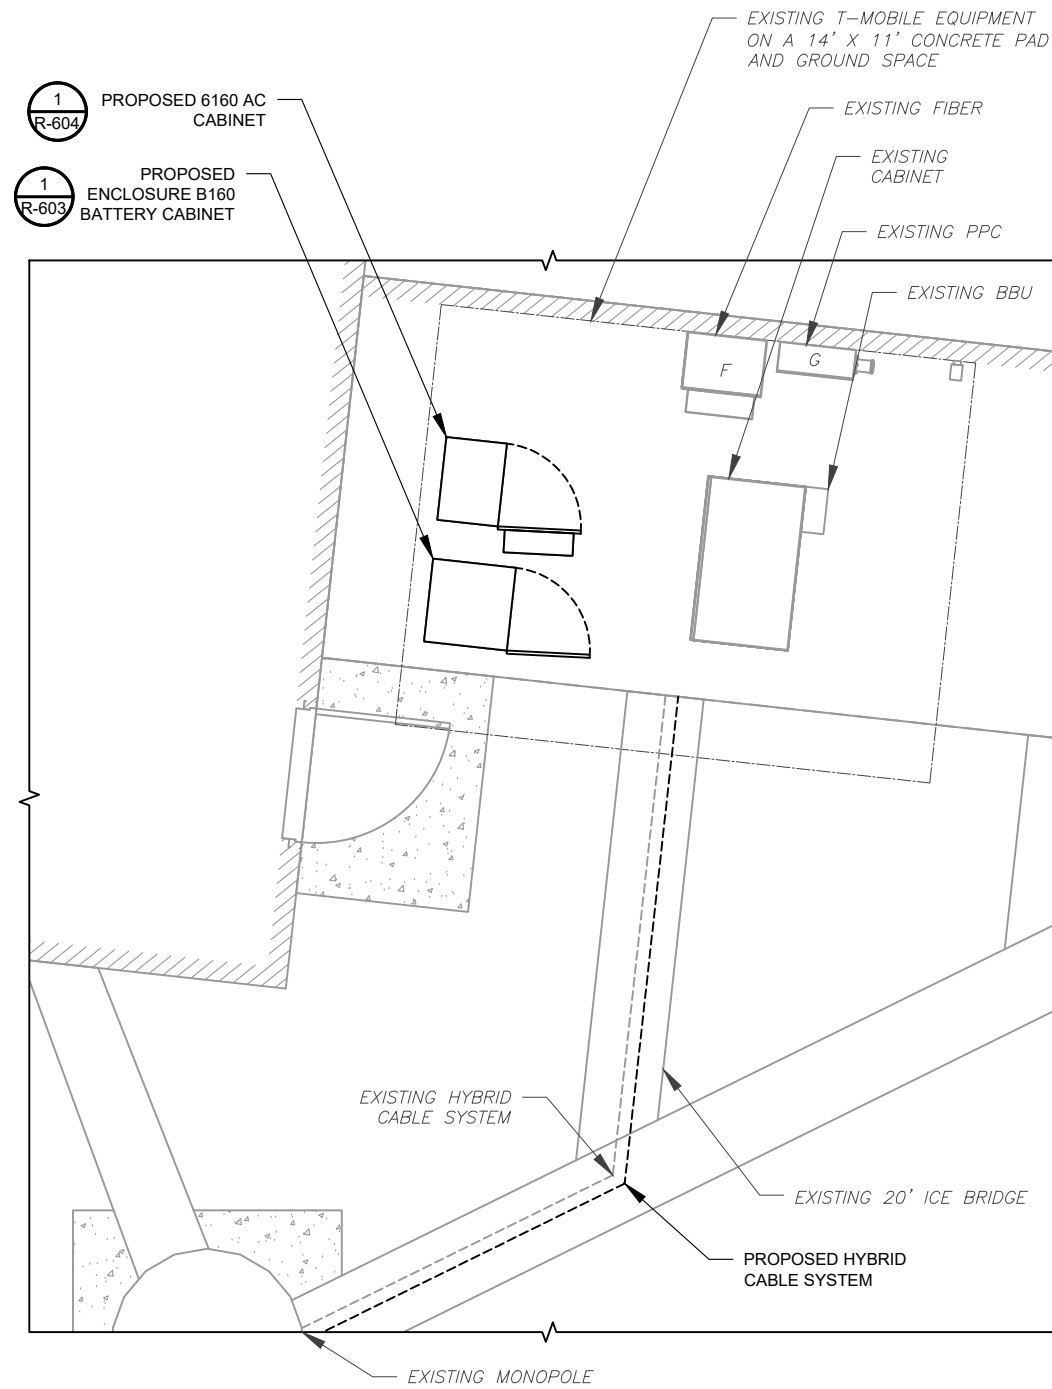 EXISTING T-MOBILE EQUIPMENT
ON A 14' X 11' CONCRETE PAD
AND GROUND SPACE
1
R-604
PROPOSED 6160 AC
CABINET
EXISTING FIBER
EXISTING
CABINET
1
R-603
PROPOSED
ENCLOSURE B160
BATTERY CABINET
EXISTING PPC
EXISTING BBU
F
G
EXISTING HYBRID
CABLE SYSTEM
EXISTING 20' ICE BRIDGE
PROPOSED HYBRID
CABLE SYSTEM
EXISTING MONOPOLE